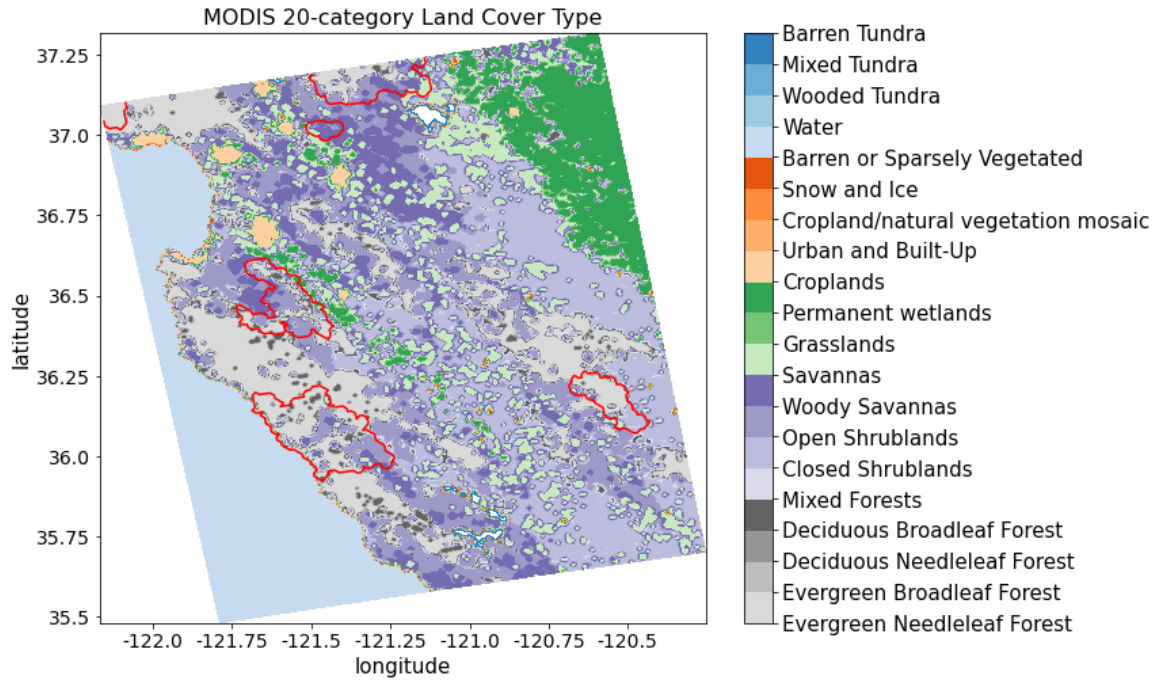 MODIS 20-category Land Cover Type
37.25
37.0
36.75
36.5
36.25
36.0
35.75
35.5
latitude
-122.0
-121.75
-121.5
-121.25
-121.0
-120.75
-120.5
longitude
Barren Tundra
Mixed Tundra
Wooded Tundra
Water
Barren or Sparsely Vegetated
Snow and Ice
Cropland/natural vegetation mosaic
Urban and Built-Up
Croplands
Permanent wetlands
Grasslands
Savannas
Woody Savannas
Open Shrublands
Closed Shrublands
Mixed Forests
Deciduous Broadleaf Forest
Deciduous Needleleaf Forest
Evergreen Broadleaf Forest
Evergreen Needleleaf Forest